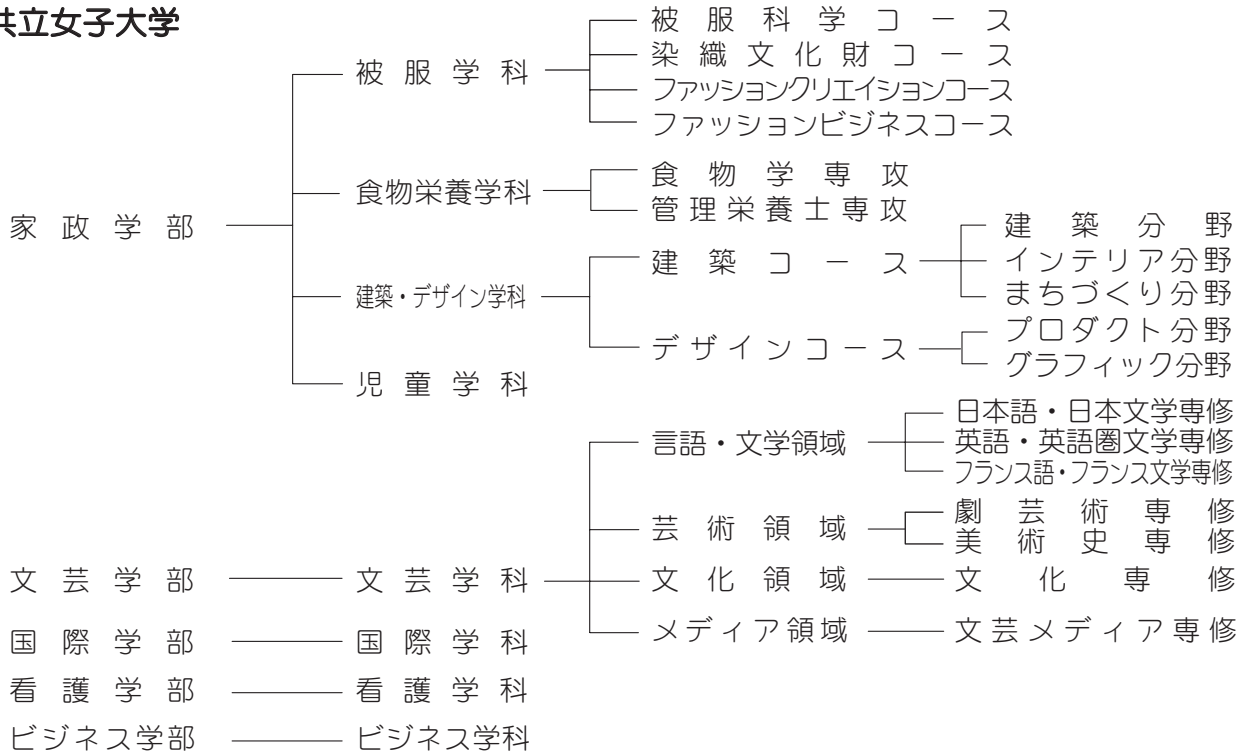 共立女子大学
家政学部
被服学科
被服科学コース
染織文化財コース
ファッションクリエイションコース
ファッションビジネスコース
食物栄養学科
食物学専攻
管理栄養士専攻
建築・デザイン学科
建築コース
建築分野
インテリア分野
まちづくり分野
デザインコース
プロダクト分野
グラフィック分野
児童学科
文芸学部
文芸学科
言語・文学領域
日本語・日本文学専修
英語・英語圏文学専修
フランス語・フランス文学専修
芸術領域
劇芸術専修
美術史専修
文化領域
文化専修
メディア領域
文芸メディア専修
国際学部
国際学科
看護学部
看護学科
ビジネス学部
ビジネス学科